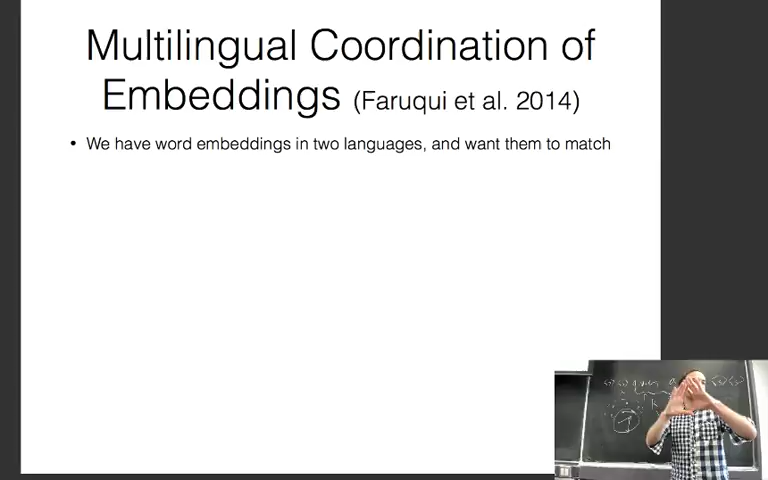 Multilingual Coordination of
Embeddings (Faruqui et al. 2014)
• We have word embeddings in two languages, and want them to match